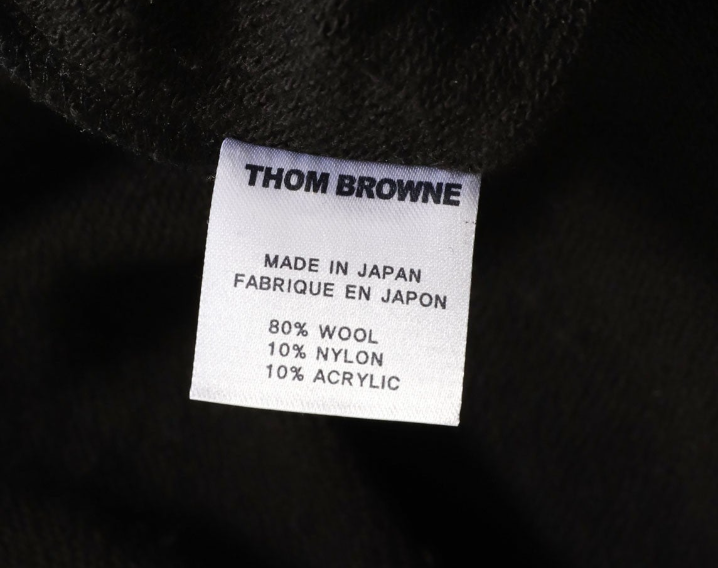 THOM BROWNE
MADE IN JAPAN
FABRIQUE EN JAPON
80% WOOL
10% NYLON
10% ACRYLIC